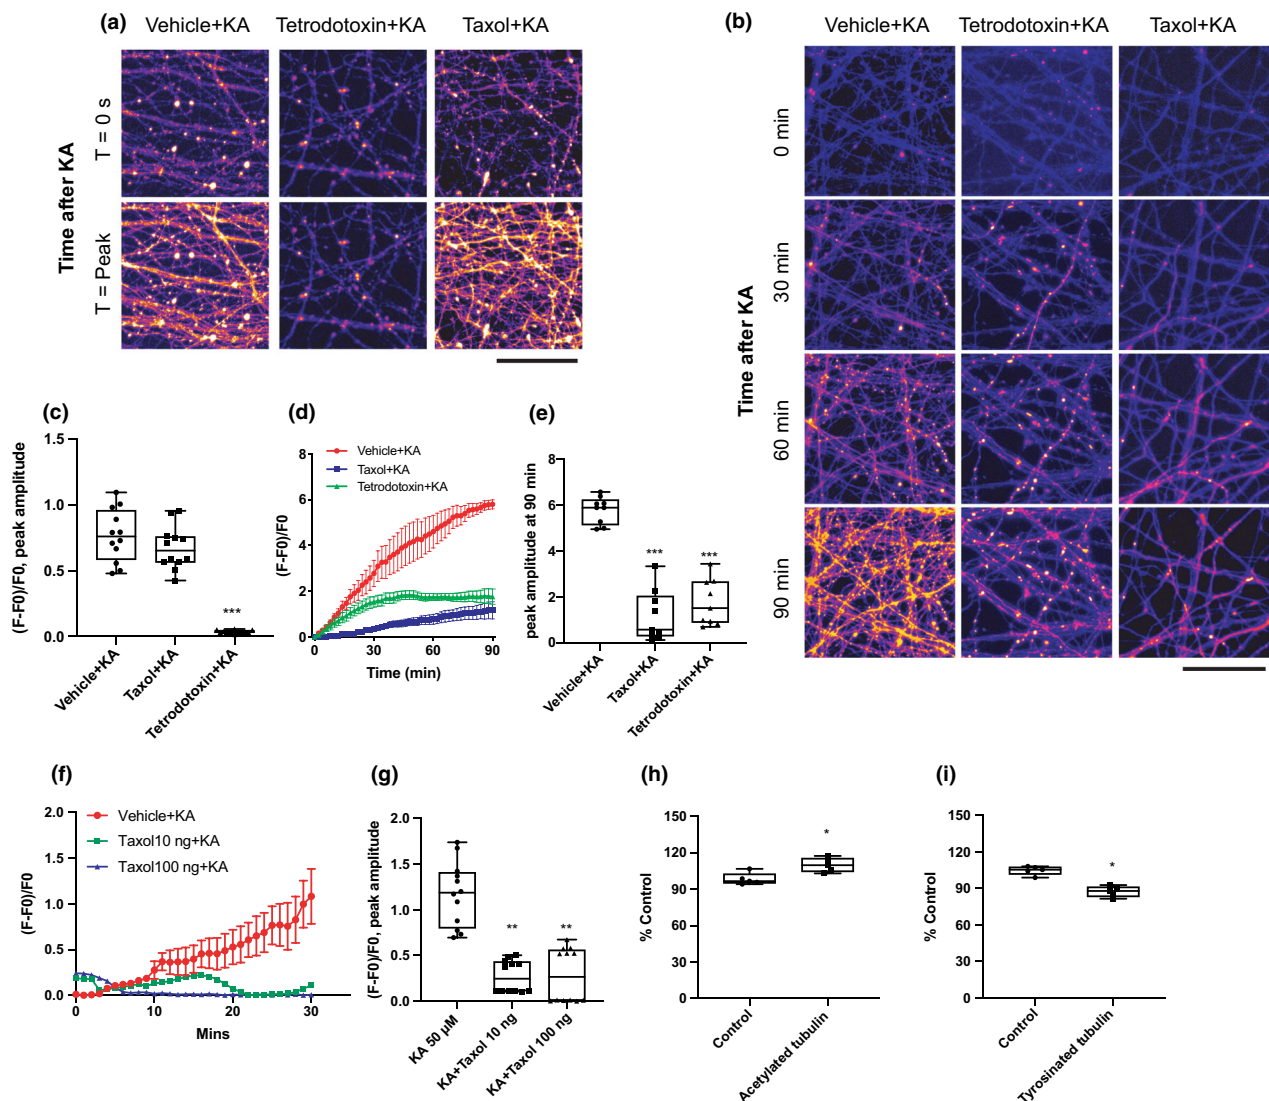 (a)
Vehicle+KA Tetrodotoxin+KA Taxol+KA
Time after KA
T = 0 s
T = Peak
(b)
Vehicle+KA Tetrodotoxin+KA Taxol+KA
Time after KA
0 min
30 min
60 min
90 min
(c)
(F-F0)/F0, peak amplitude
1.5
1.0
0.5
0.0
***
Vehicle+KA
Taxol+KA
Tetrodotoxin+KA
(d)
Vehicle+KA
Taxol+KA
Tetrodotoxin+KA
(F-F0)/F0
6
4
2
0
0 30 60 90
Time (min)
(e)
peak amplitude at 90 min
8
6
4
2
0
*** ***
Vehicle+KA
Taxol+KA
Tetrodotoxin+KA
(f)
Vehicle+KA
Taxol10 ng+KA
Taxol100 ng+KA
(F-F0)/F0
2.0
1.5
1.0
0.5
0.0
0 10 20 30
Mins
(g)
(F-F0)/F0, peak amplitude
2.0
1.5
1.0
0.5
0.0
** **
KA 50 µM
KA+Taxol 10 ng
KA+Taxol 100 ng
(h)
% Control
150
120
90
60
30
0
*
Control
Acetylated tubulin
(i)
% Control
150
120
90
60
30
0
*
Control
Tyrosinated tubulin